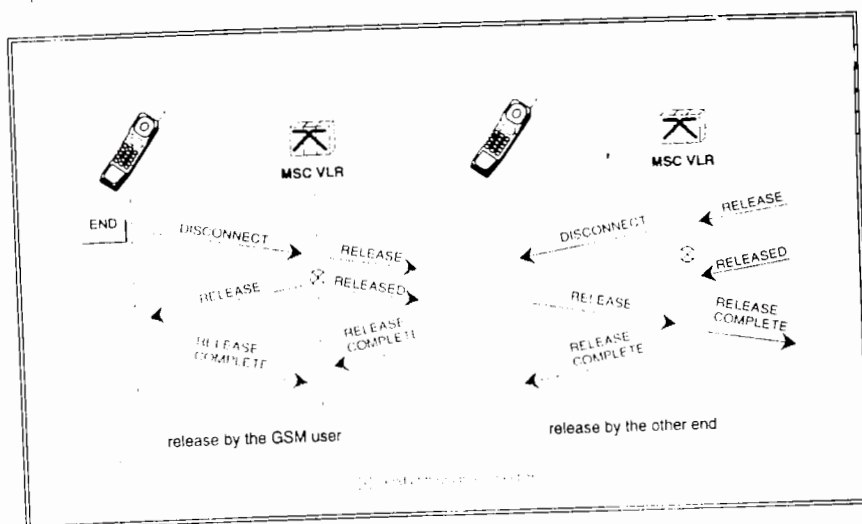 MSC VLR
MSC VLR
END
DISCONNECT
RELEASE
RELEASED
RELEASE
RELEASE
COMPLETE
RELEASE
COMPLETE
release by the GSM user
RELEASE
DISCONNECT
RELEASED
RELEASE
RELEASE
COMPLETE
RELEASE
COMPLETE
release by the other end